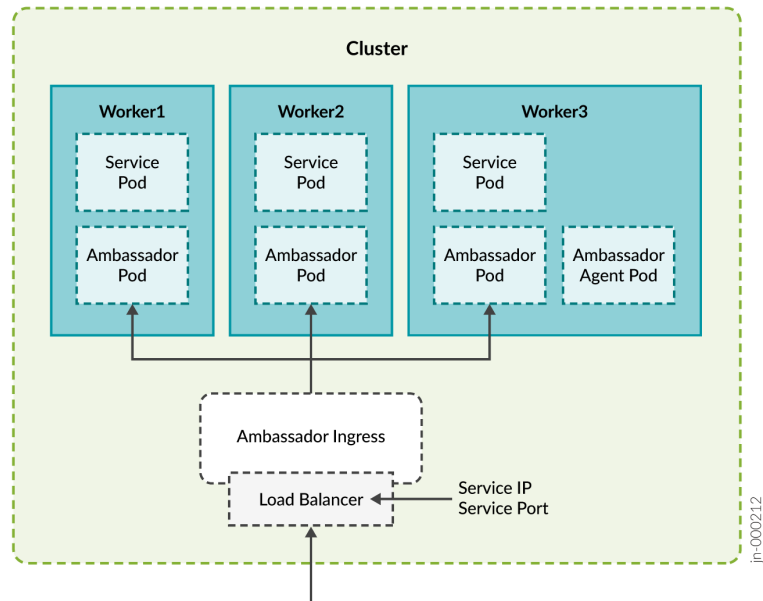 Cluster
Worker1
Worker2
Worker3
Service
Pod
Service
Pod
Service
Pod
Ambassador
Pod
Ambassador
Pod
Ambassador
Pod
Ambassador
Agent Pod
Ambassador Ingress
Load Balancer
Service IP
Service Port
jn-000212